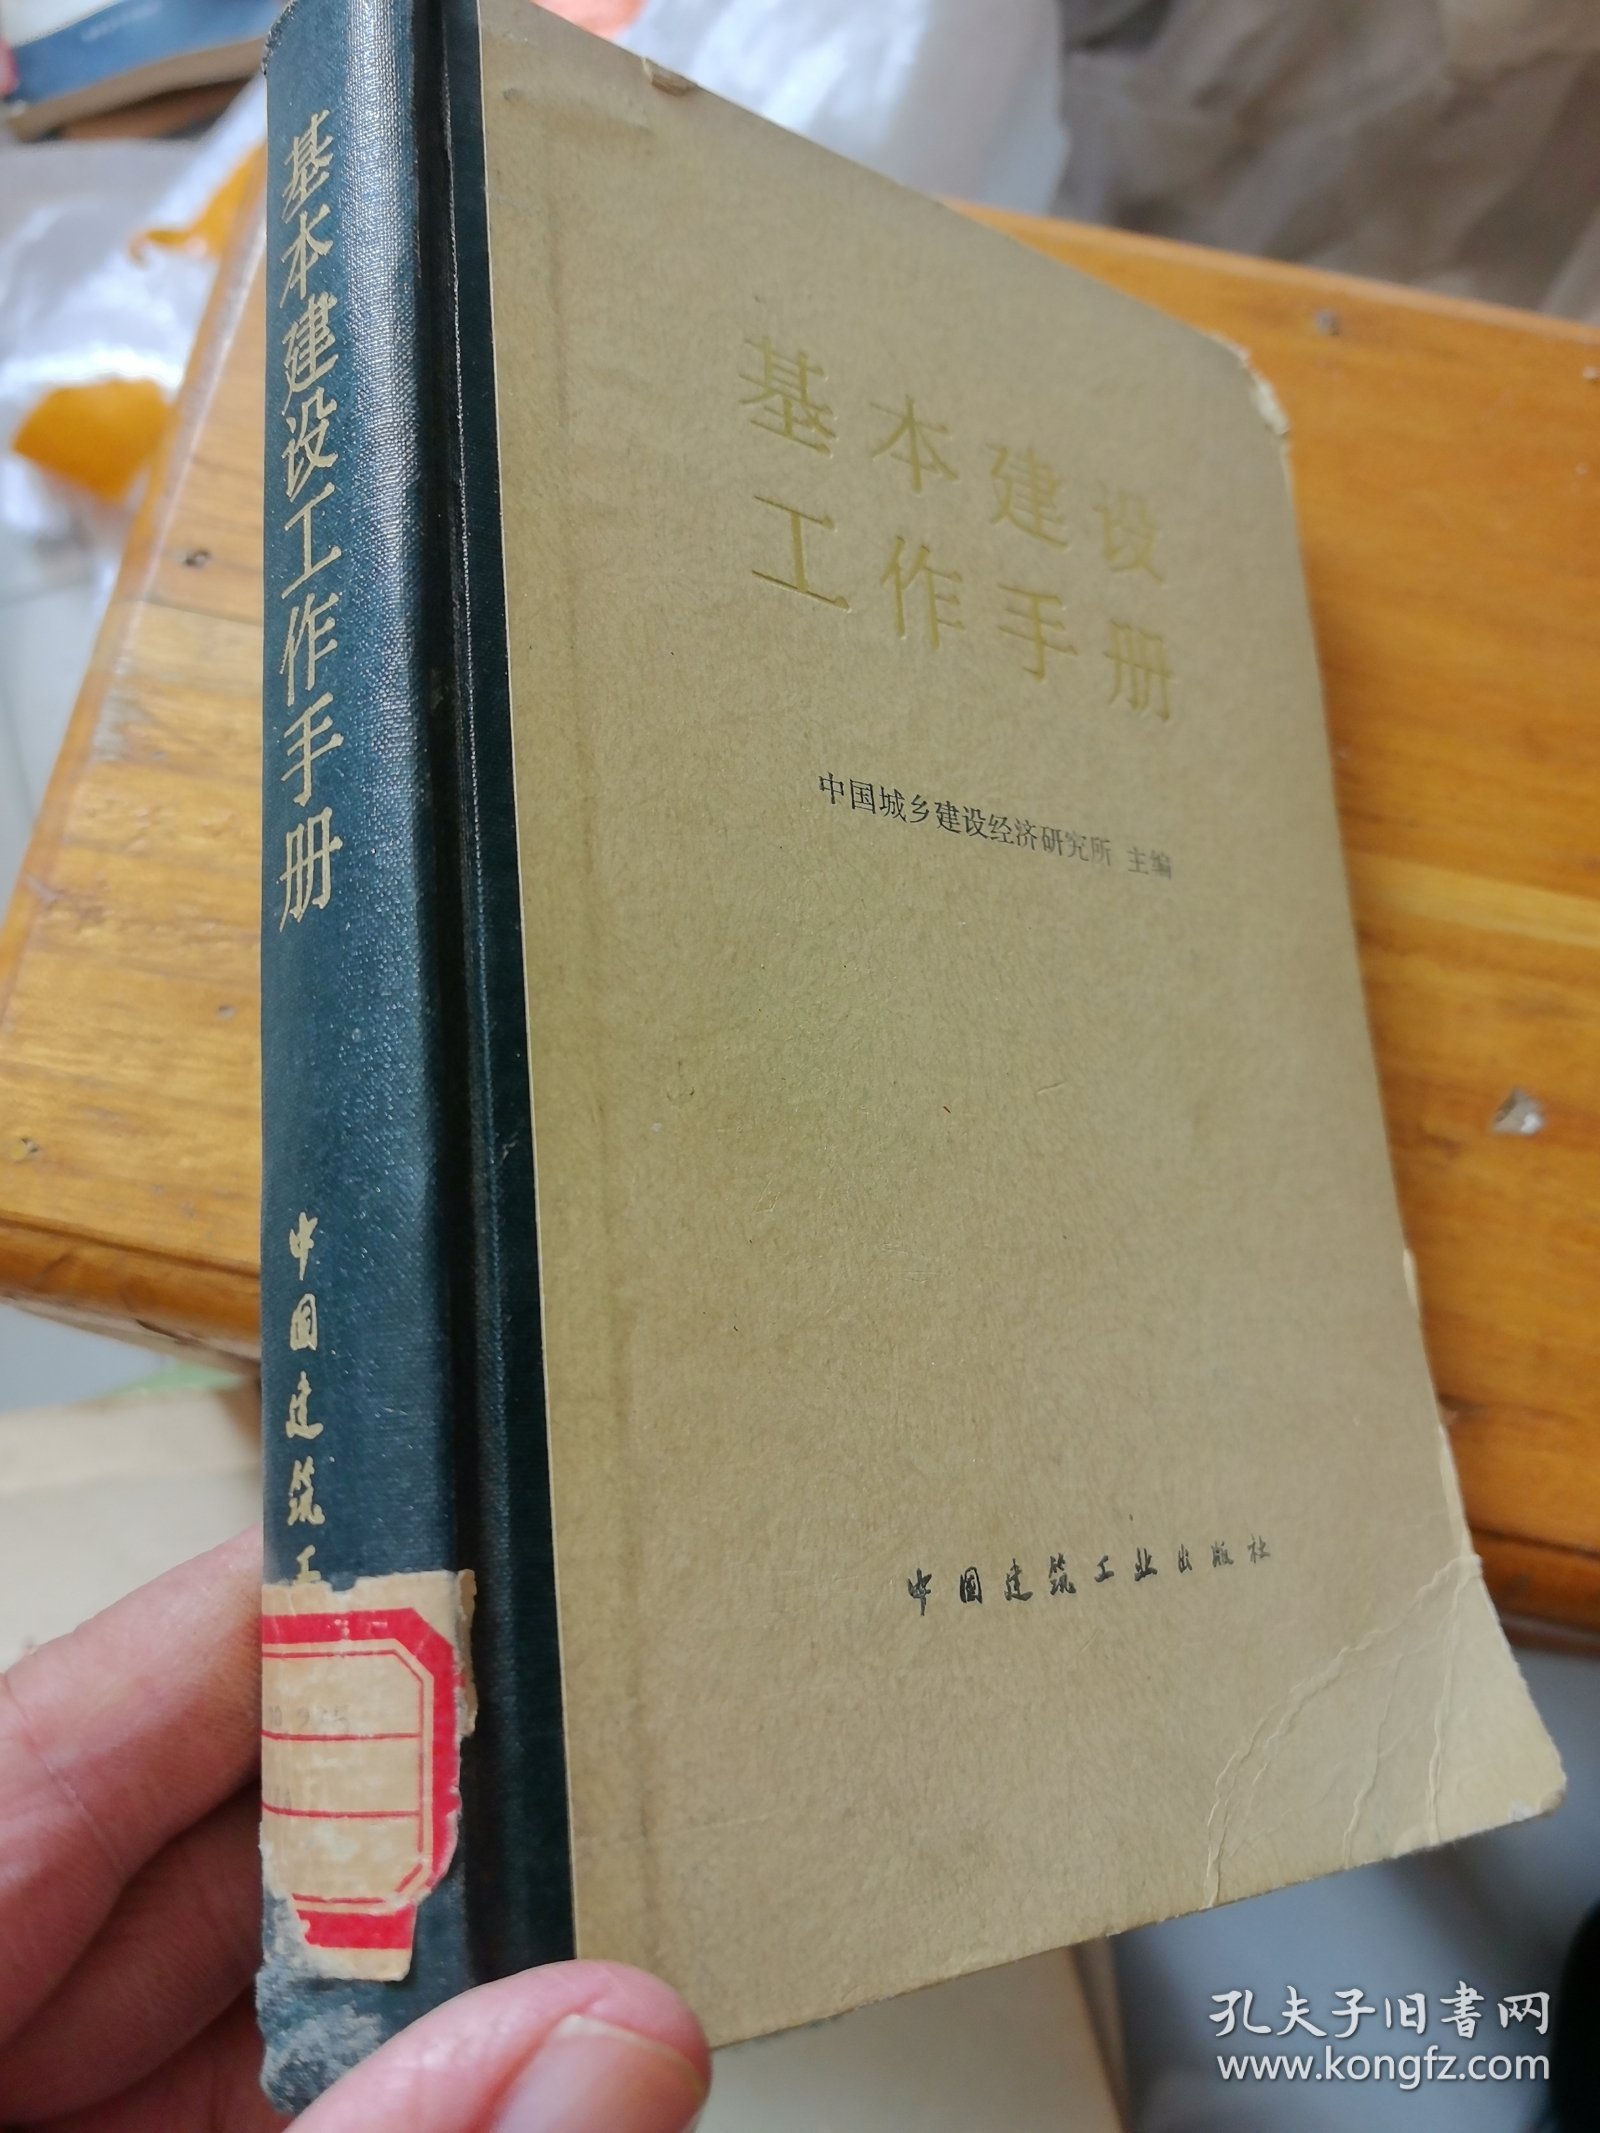 基本建设工作手册
中国建筑工
基本建设
工作手册
中国城乡建设经济研究所 主编
中国建筑工业出版社
孔夫子旧书网
www.kongfz.com